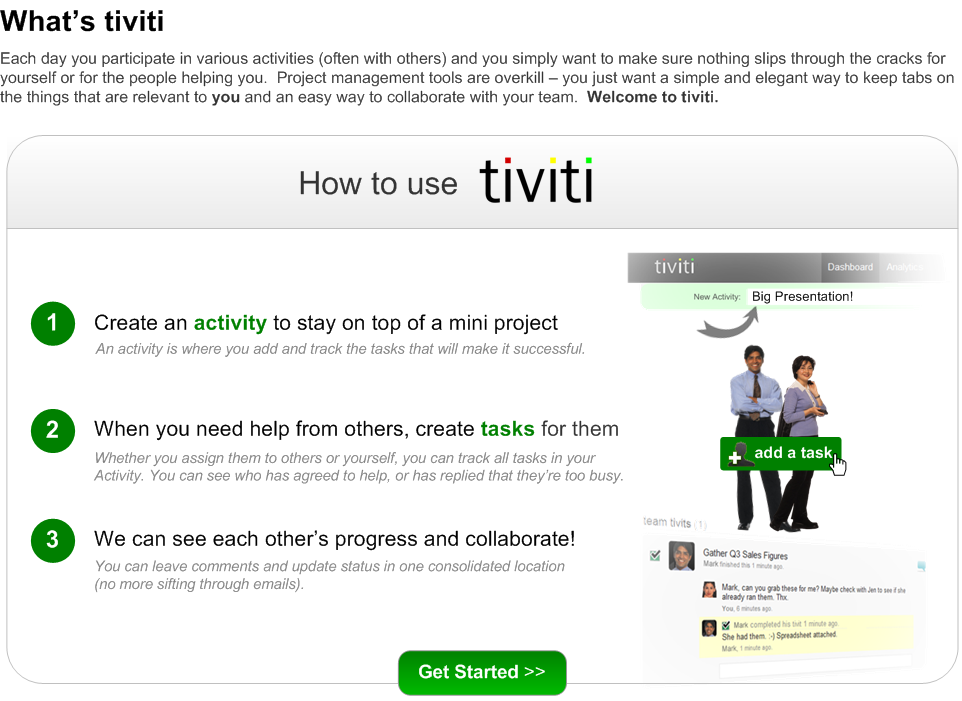 What’s tiviti
Each day you participate in various activities (often with others) and you simply want to make sure nothing slips through the cracks for
yourself or for the people helping you.  Project management tools are overkill – you just want a simple and elegant way to keep tabs on
the things that are relevant to you and an easy way to collaborate with your team.  Welcome to tiviti.
How to use tiviti
tiviti Dashboard Analytics
New Activity: Big Presentation!
1 Create an activity to stay on top of a mini project
An activity is where you add and track the tasks that will make it successful.
2 When you need help from others, create tasks for them
Whether you assign them to others or yourself, you can track all tasks in your
Activity. You can see who has agreed to help, or has replied that they’re too busy.
add a task
3 We can see each other’s progress and collaborate!
You can leave comments and update status in one consolidated location
(no more sifting through emails).
team tivits (1)
Gather Q3 Sales Figures
Mark finished this 1 minute ago.
Mark, can you grab these for me? Maybe check with Jen to see if she
already ran them. Thx.
You, 6 minutes ago.
Mark completed his tivit 1 minute ago.
She had them. :-) Spreadsheet attached.
Mark, 1 minute ago.
Get Started >>